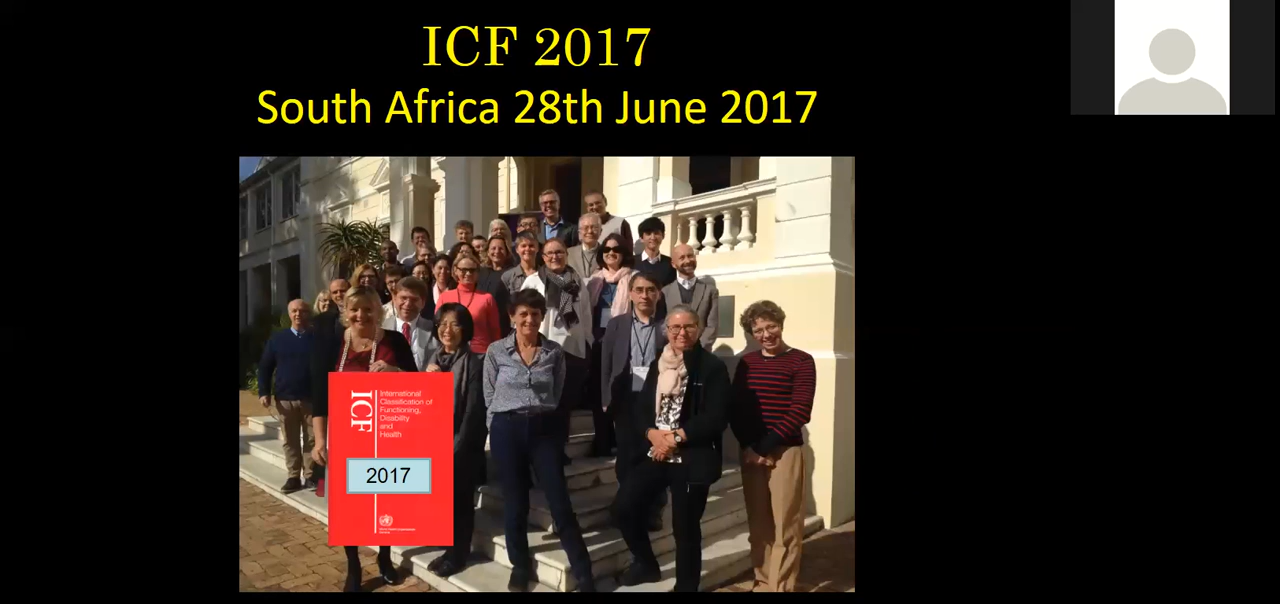 ICF 2017
South Africa 28th June 2017
ICF
International
Classification of
Functioning,
Disability
and
Health
2017